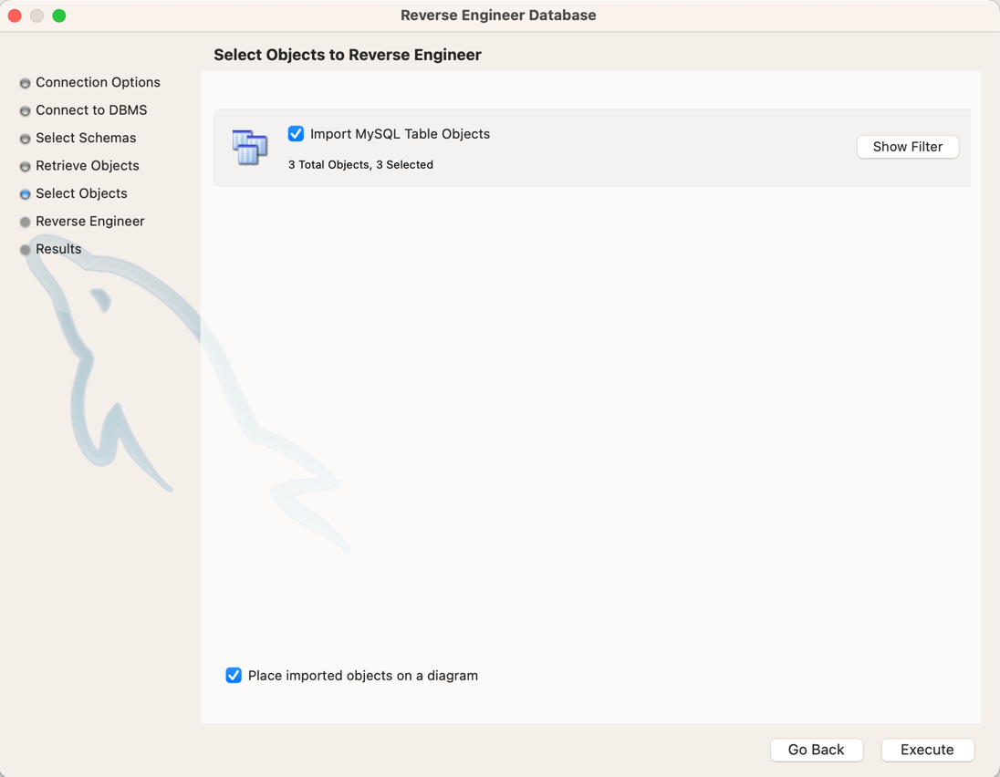 Reverse Engineer Database
Select Objects to Reverse Engineer
Connection Options
Connect to DBMS
Select Schemas
Retrieve Objects
Select Objects
Reverse Engineer
Results
Import MySQL Table Objects
3 Total Objects, 3 Selected
Show Filter
Place imported objects on a diagram
Go Back
Execute